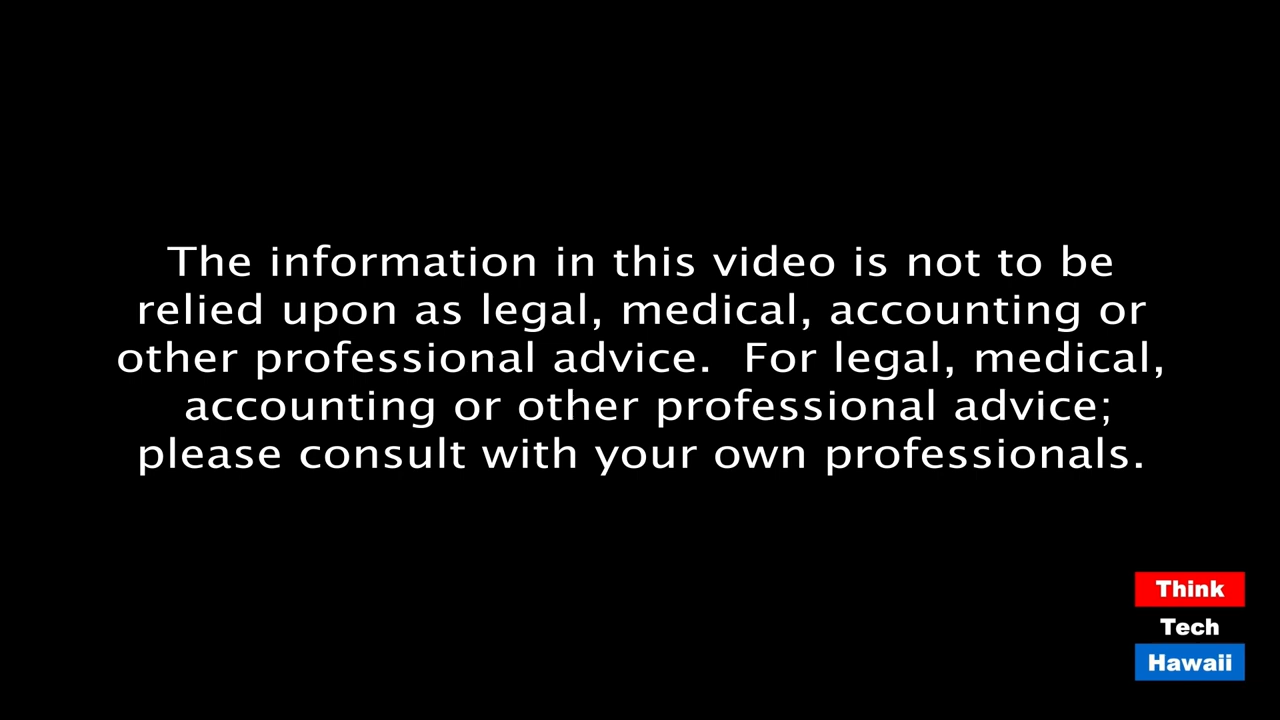 The information in this video is not to be
relied upon as legal, medical, accounting or
other professional advice.  For legal, medical,
accounting or other professional advice;
please consult with your own professionals.
Think
Tech
Hawaii